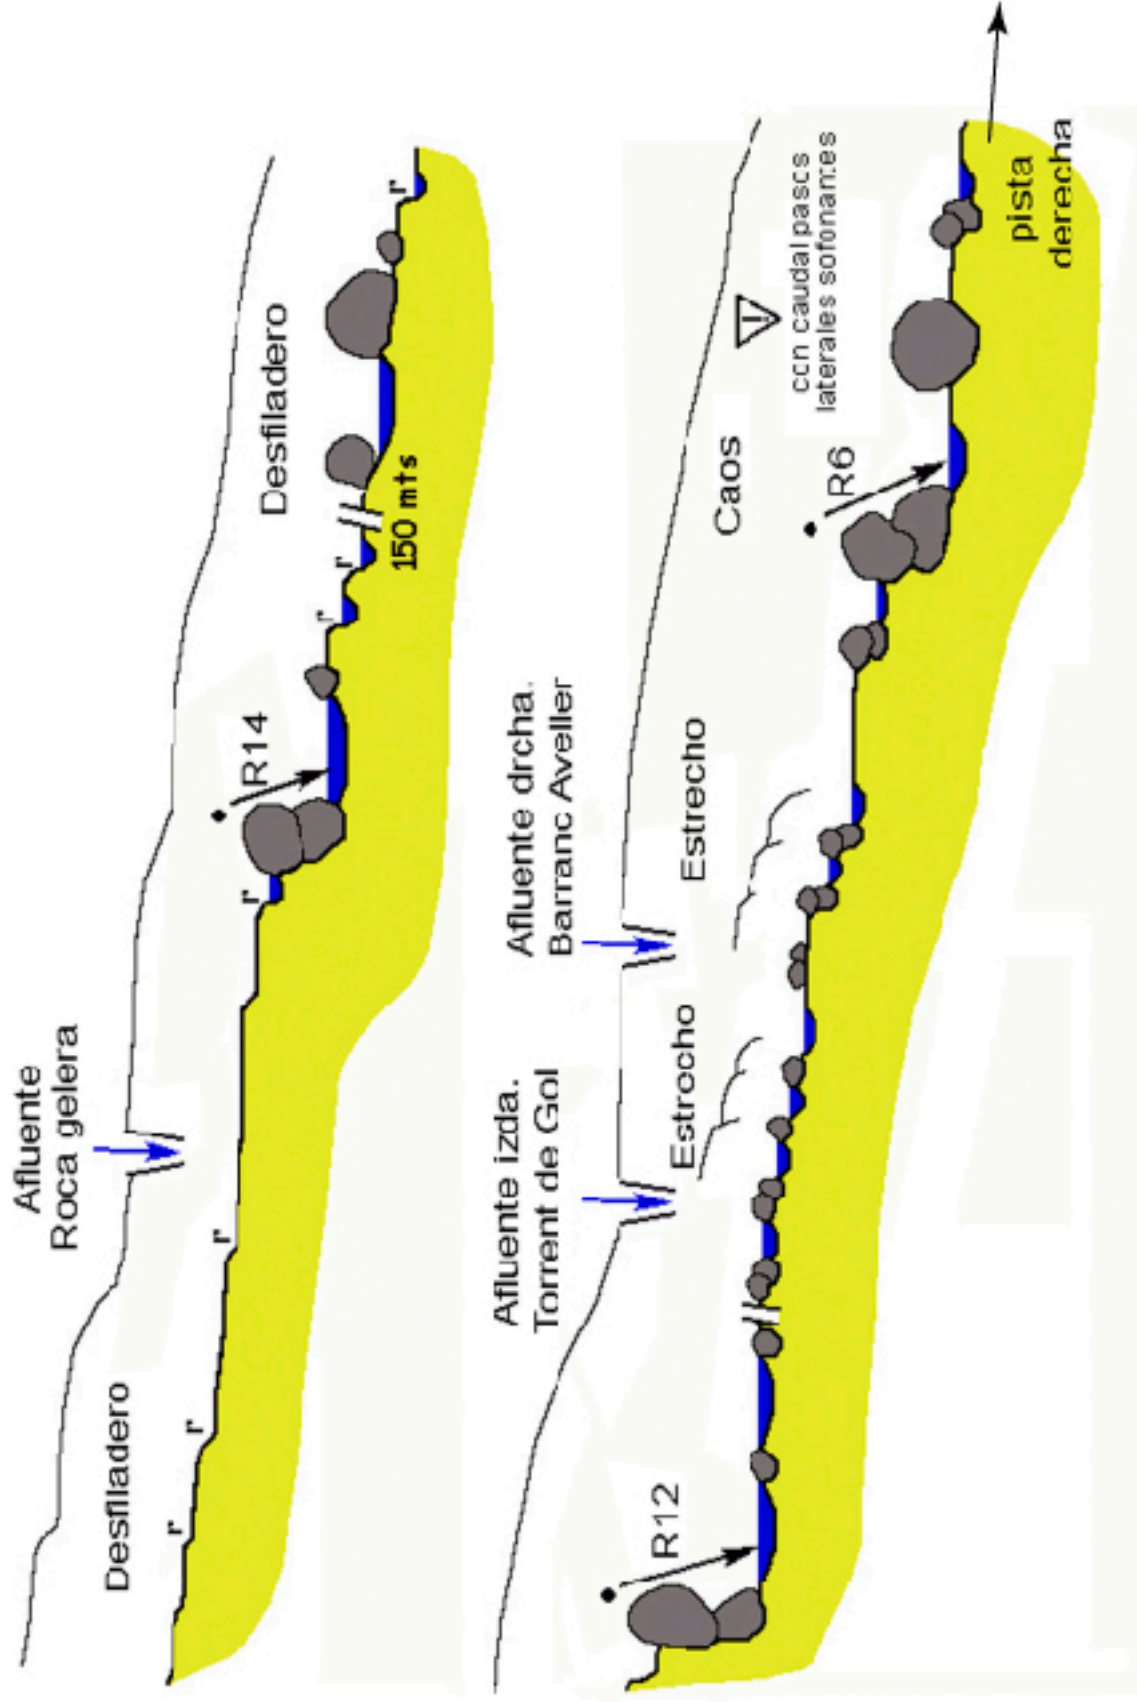 Afluente
Roca gelera
Desfiladero
r
r
r
r
R14
r
r
150 mts
Desfiladero
r
Afluente izda.
Torrent de Gol
Afluente drcha.
Barranc Aveller
R12
Estrocho
Estrecho
Caos
R6
!
ccn caudal pascs
laterales sofonantes
pista
derecha